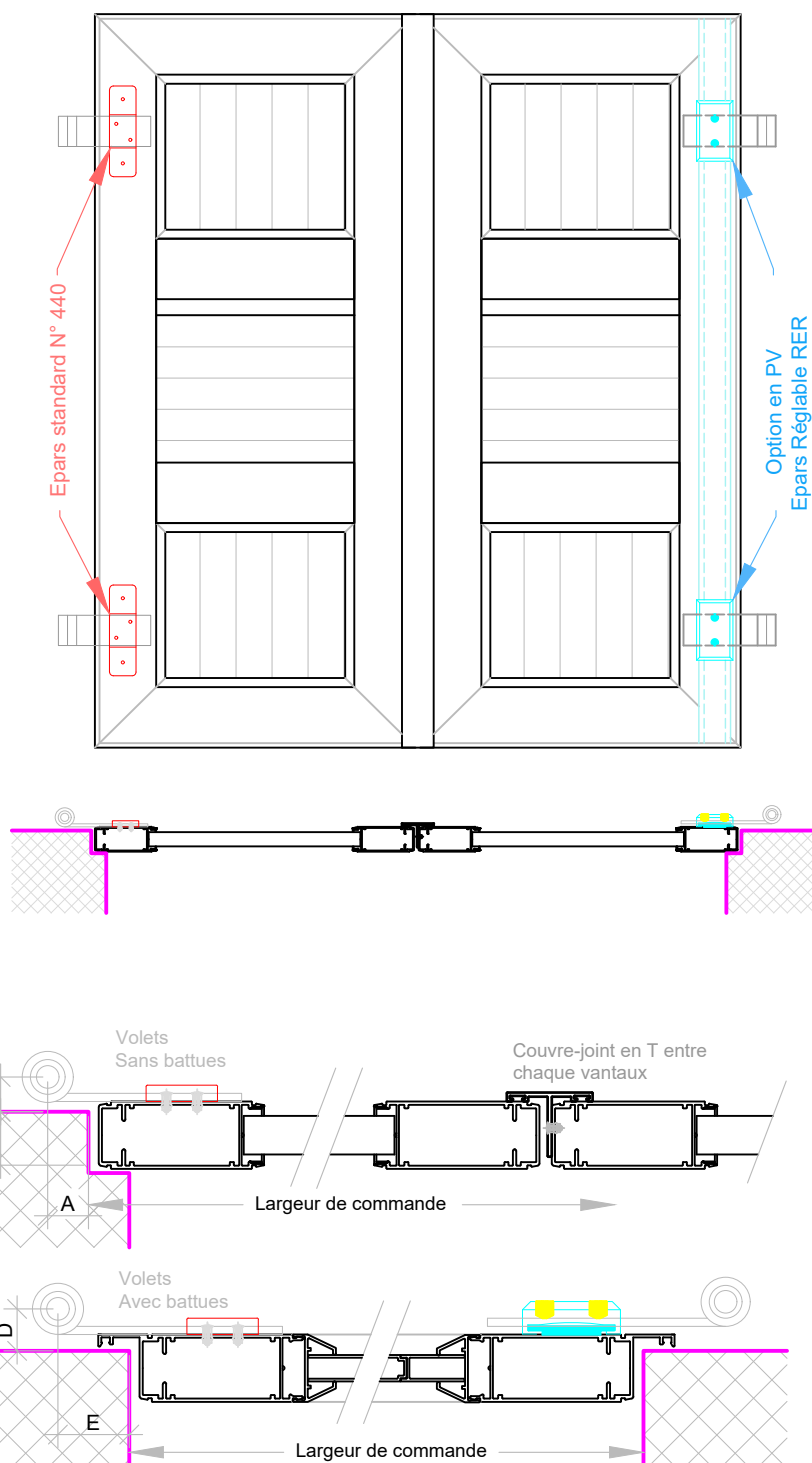 Epars standard N° 440
Option en PV
Epars Réglable RER
Volets
Sans battues
Couvre-joint en T entre
chaque vantaux
A
Largeur de commande
Volets
Avec battues
D
E
Largeur de commande